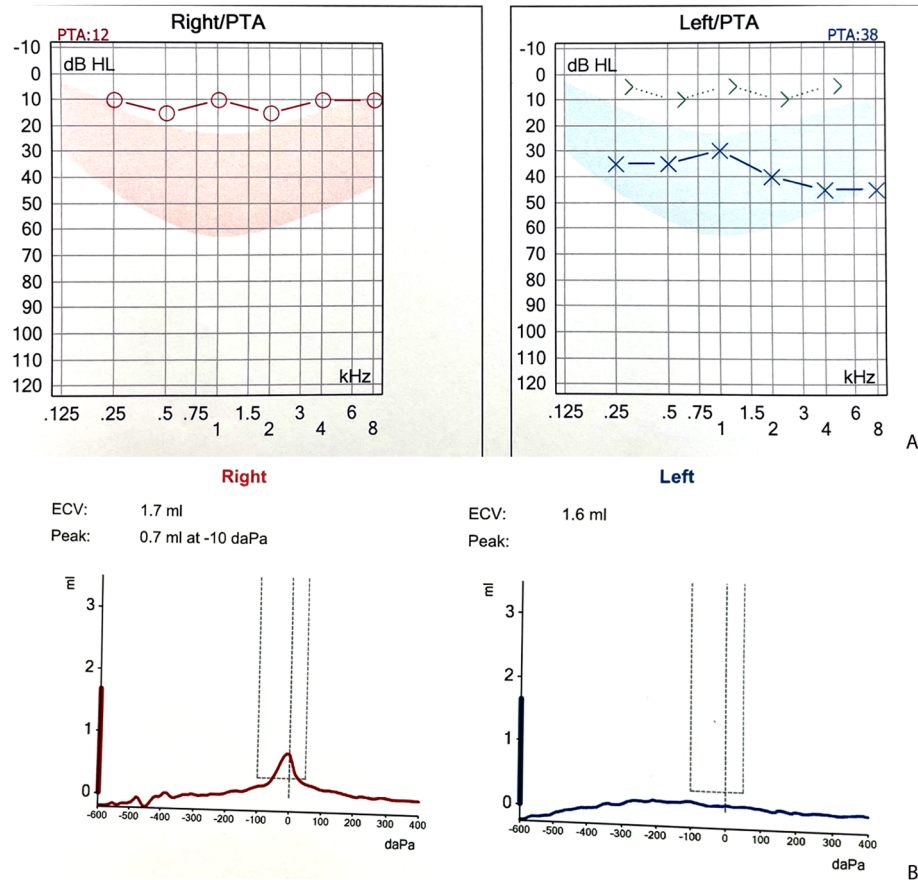 Right/PTA
PTA:12
-10
dB HL
0
10
20
30
40
50
60
70
80
90
100
110
120
kHz
.125 .25 .5 .75 1 1.5 2 3 4 6 8
Left/PTA
PTA:38
-10
dB HL
0
10
20
30
40
50
60
70
80
90
100
110
120
kHz
.125 .25 .5 .75 1 1.5 2 3 4 6 8
A
Right
ECV: 1.7 ml
Peak: 0.7 ml at -10 daPa
ml
3
2
1
0
-600 -500 -400 -300 -200 -100 0 100 200 300 400
daPa
Left
ECV: 1.6 ml
Peak:
ml
3
2
1
0
-600 -500 -400 -300 -200 -100 0 100 200 300 400
daPa
B